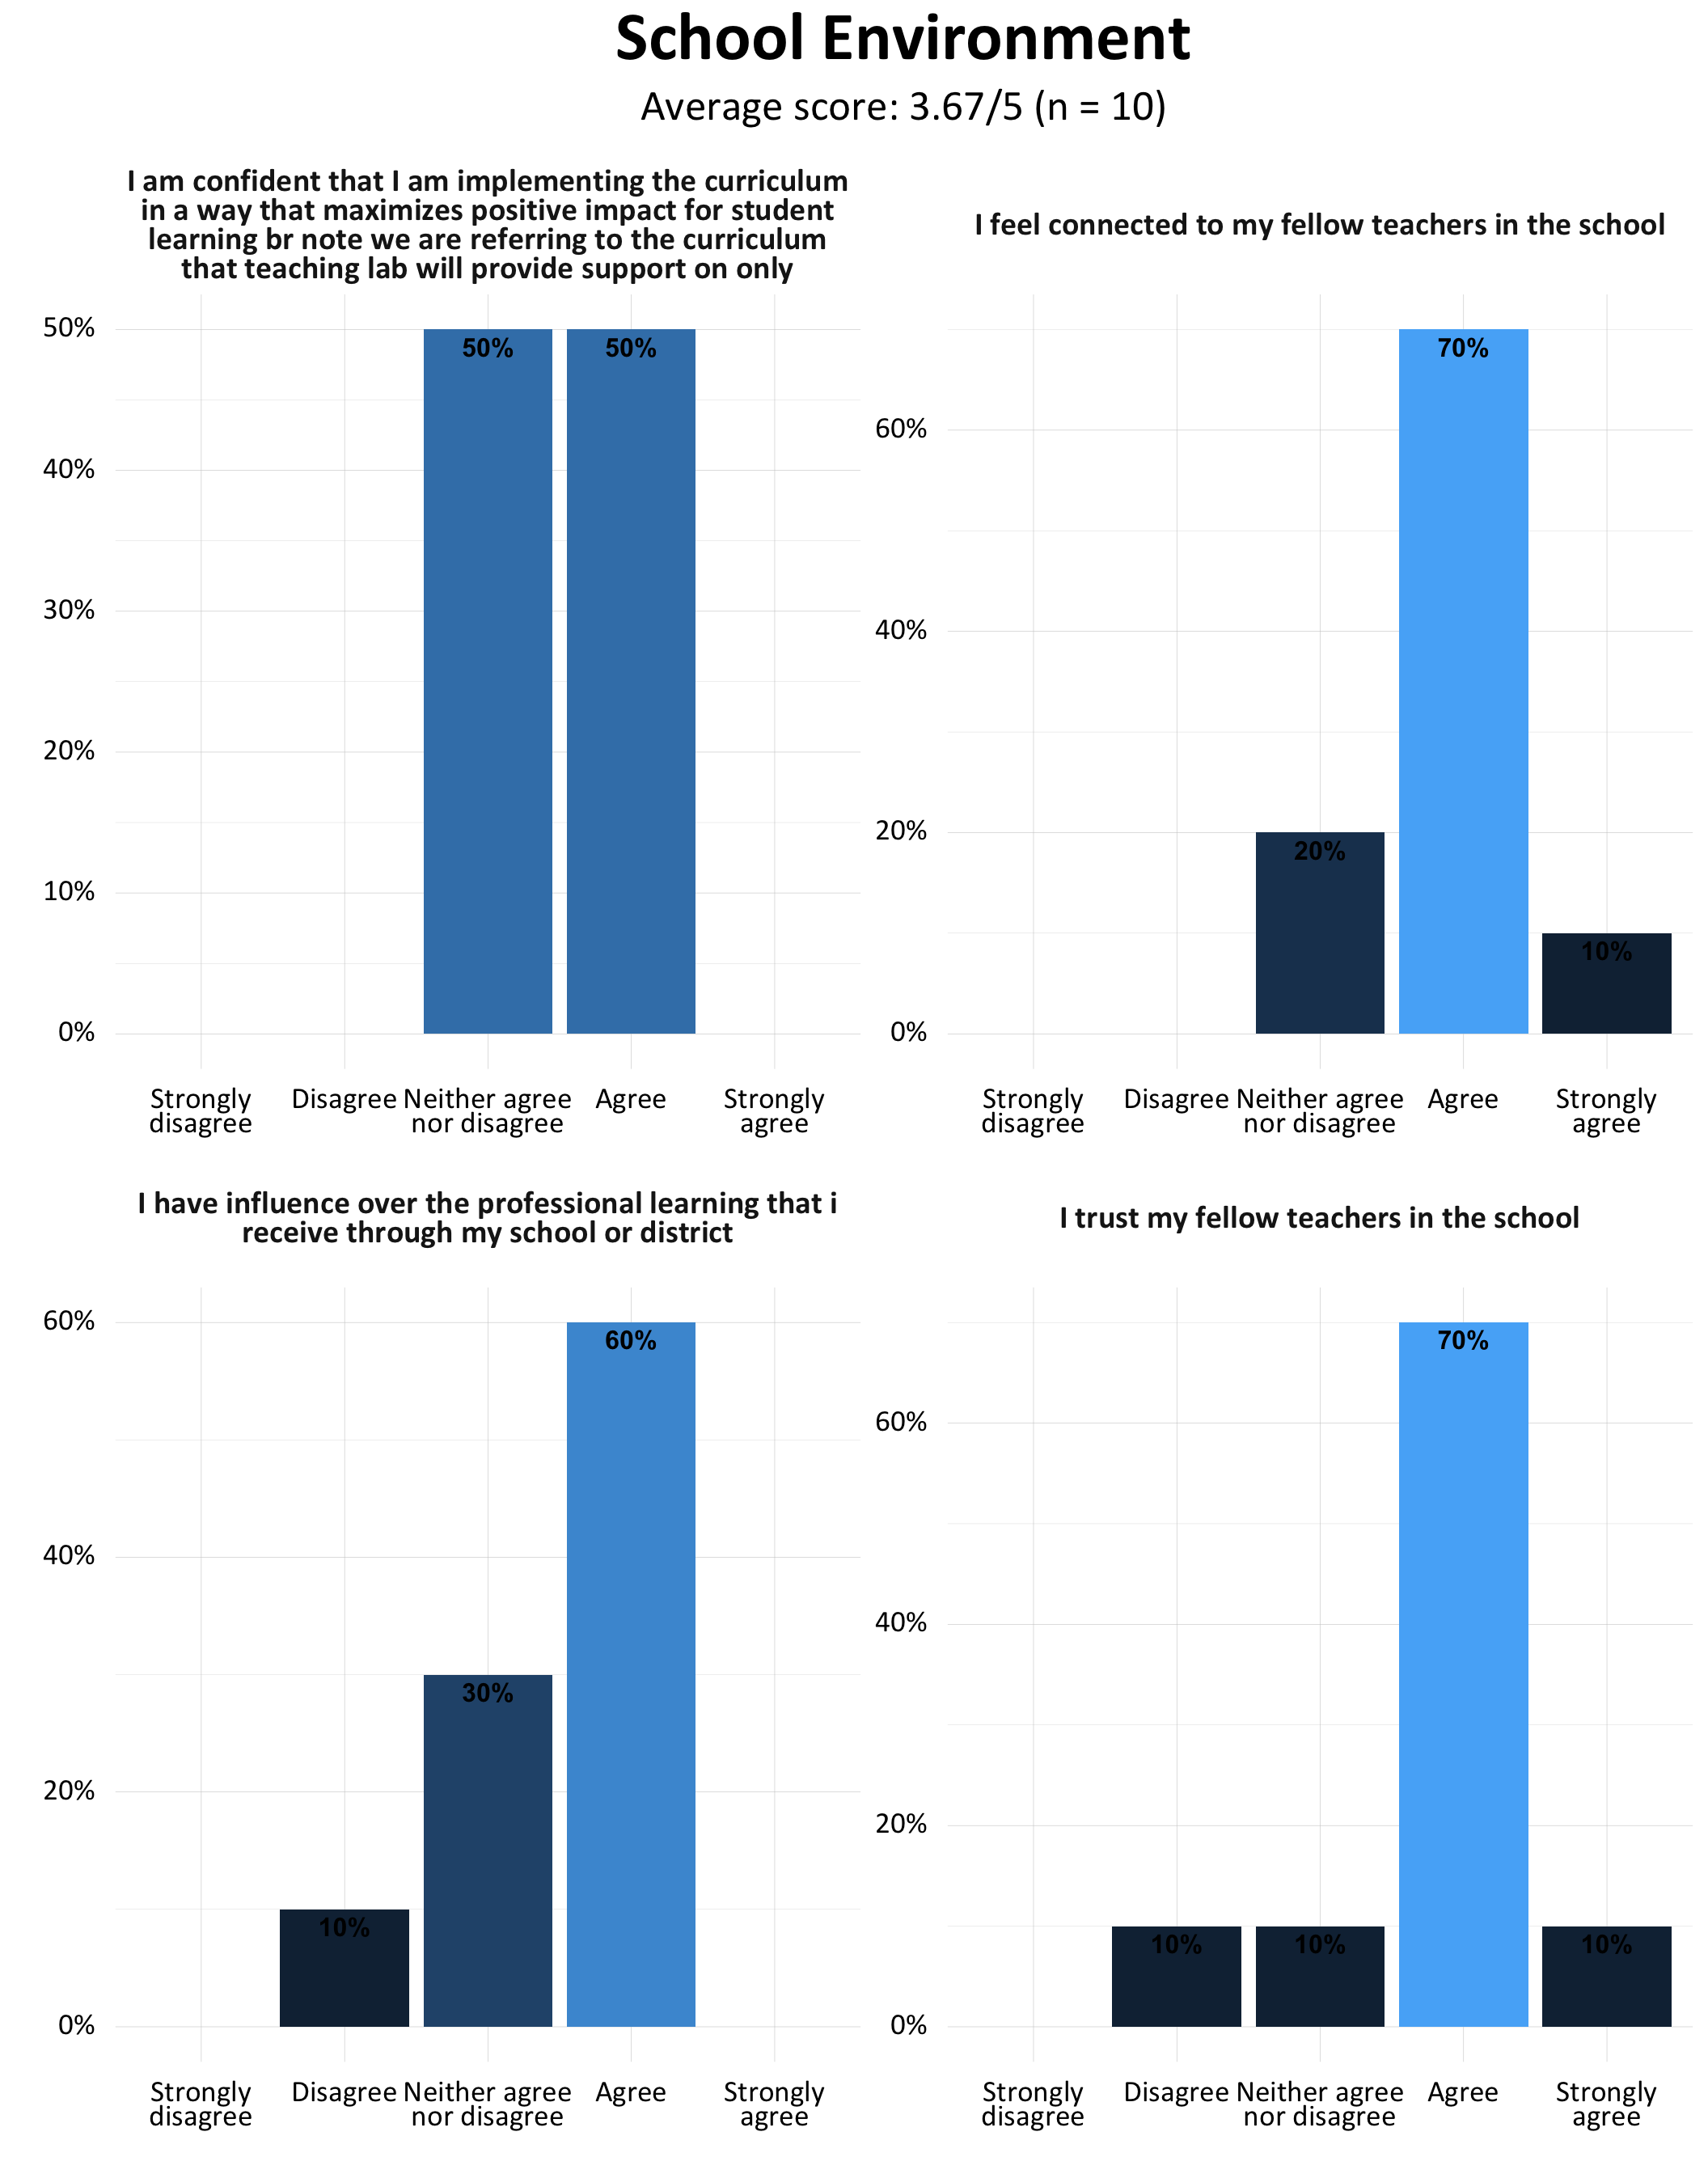 School Environment
Average score: 3.67/5 (n = 10)
I am confident that I am implementing the curriculum
in a way that maximizes positive impact for student
learning br note we are referring to the curriculum
that teaching lab will provide support on only
50%
40%
30%
20%
10%
0%
50%
50%
Strongly
disagree
Disagree
Neither agree
nor disagree
Agree
Strongly
agree
I feel connected to my fellow teachers in the school
60%
40%
20%
0%
20%
70%
10%
Strongly
disagree
Disagree
Neither agree
nor disagree
Agree
Strongly
agree
I have influence over the professional learning that i
receive through my school or district
60%
40%
20%
0%
10%
30%
60%
Strongly
disagree
Disagree
Neither agree
nor disagree
Agree
Strongly
agree
I trust my fellow teachers in the school
60%
40%
20%
0%
10%
10%
70%
10%
Strongly
disagree
Disagree
Neither agree
nor disagree
Agree
Strongly
agree